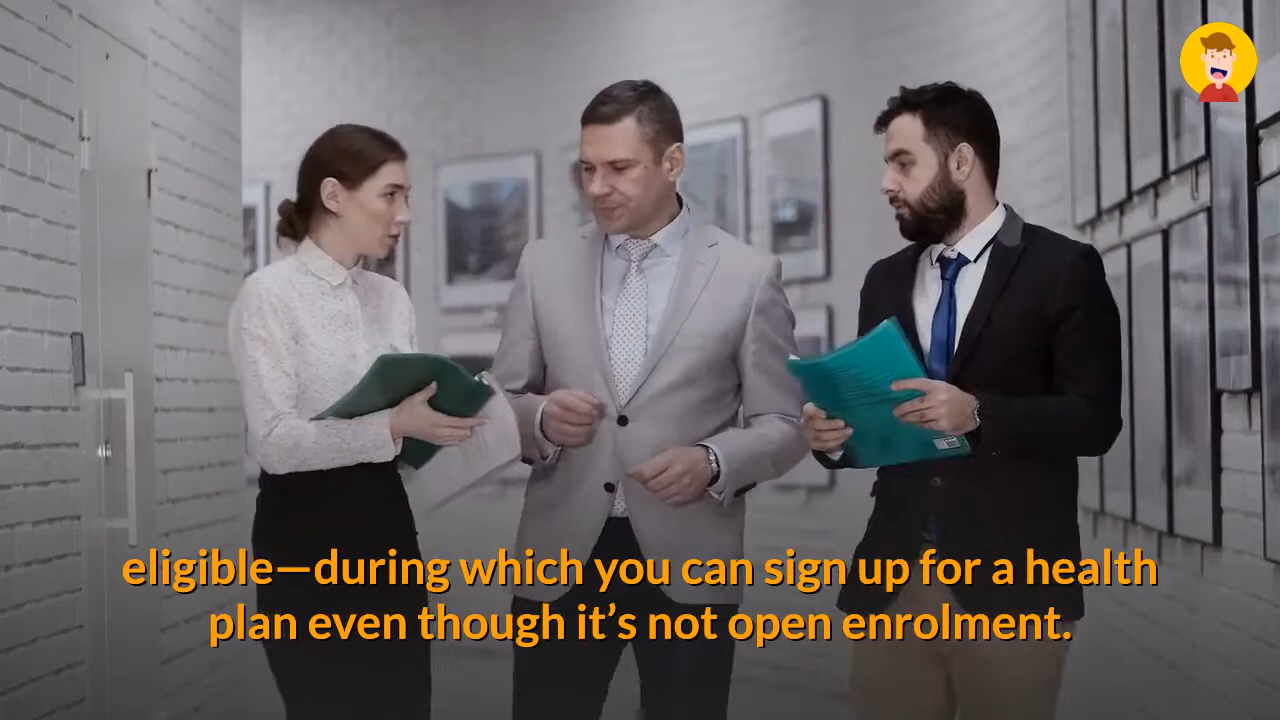 eligible—during which you can sign up for a health
plan even though it’s not open enrolment.